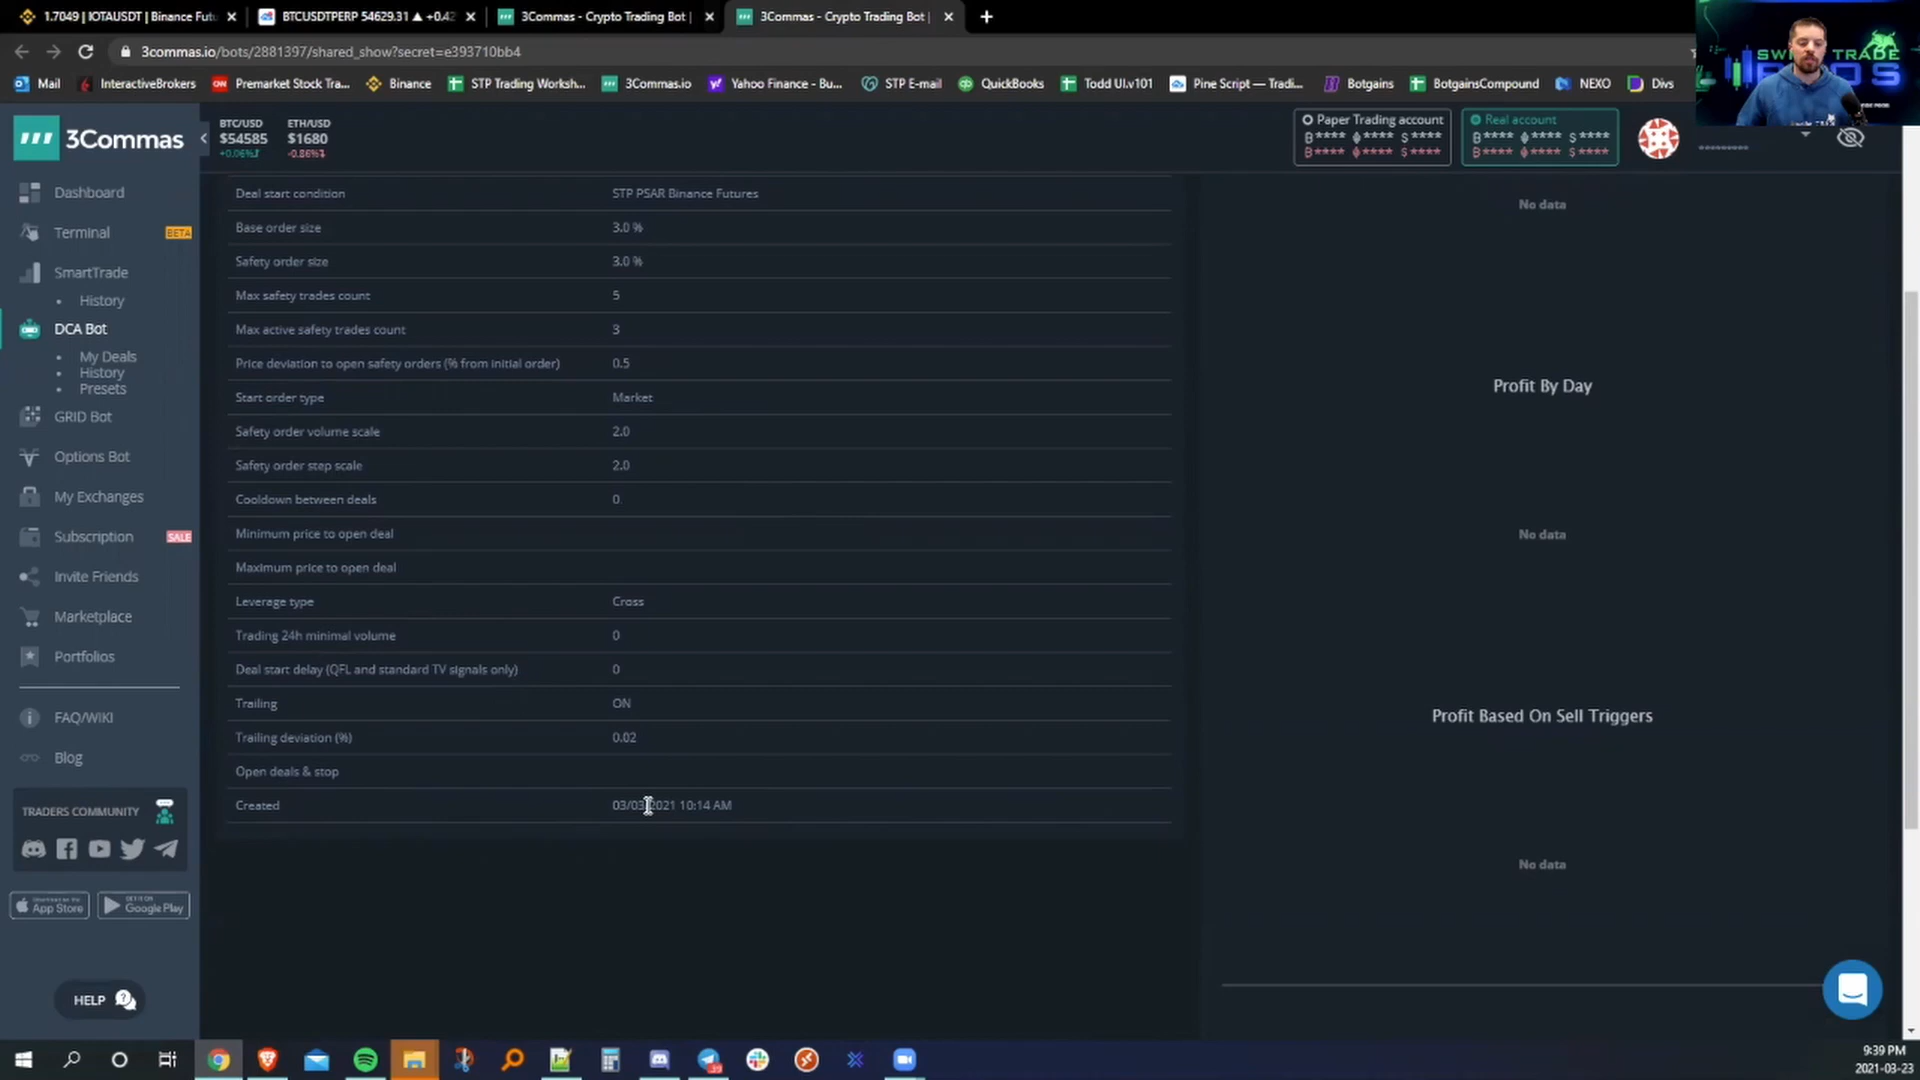 1.7049 | IOTAUSDT | Binance Futu
BTCUSDTPERP 54629.31 ▲ +0.42
3Commas - Crypto Trading Bot |
3Commas - Crypto Trading Bot |
3commas.io/bots/2881397/shared_show?secret=e393710bb4
Mail
InteractiveBrokers
Premarket Stock Tra...
Binance
STP Trading Worksh...
3Commas.io
Yahoo Finance - Bu...
STP E-mail
QuickBooks
Todd UI.v101
Pine Script — Tradi...
Botgains
BotgainsCompound
NEXO
Divs
3Commas
BTC/USD
$54585
+0.06%
ETH/USD
$1680
-0.86%
Paper Trading account
B**** **** S****
B**** **** S****
Real account
B**** **** S****
B**** **** S****
Dashboard
Terminal
BETA
SmartTrade
History
DCA Bot
My Deals
History
Presets
GRID Bot
Options Bot
My Exchanges
Subscription
SALE
Invite Friends
Marketplace
Portfolios
FAQ/WIKI
Blog
TRADERS COMMUNITY
App Store
GET IT ON
Google Play
HELP
Deal start condition STP PSAR Binance Futures
Base order size 3.0 %
Safety order size 3.0 %
Max safety trades count 5
Max active safety trades count 3
Price deviation to open safety orders (% from initial order) 0.5
Start order type Market
Safety order volume scale 2.0
Safety order step scale 2.0
Cooldown between deals 0
Minimum price to open deal
Maximum price to open deal
Leverage type Cross
Trading 24h minimal volume 0
Deal start delay (QFL and standard TV signals only) 0
Trailing ON
Trailing deviation (%) 0.02
Open deals & stop
Created 03/03/2021 10:14 AM
No data
Profit By Day
No data
Profit Based On Sell Triggers
No data
9:39 PM
2021-03-23